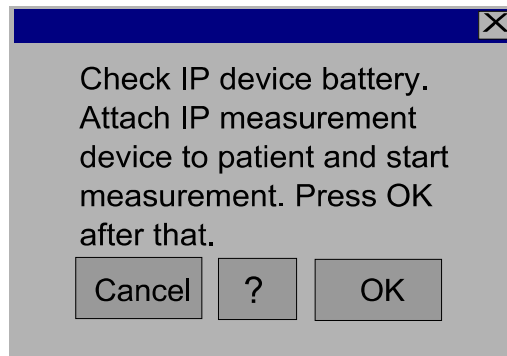 Check IP device battery.
Attach IP measurement
device to patient and start
measurement. Press OK
after that.
Cancel ? OK